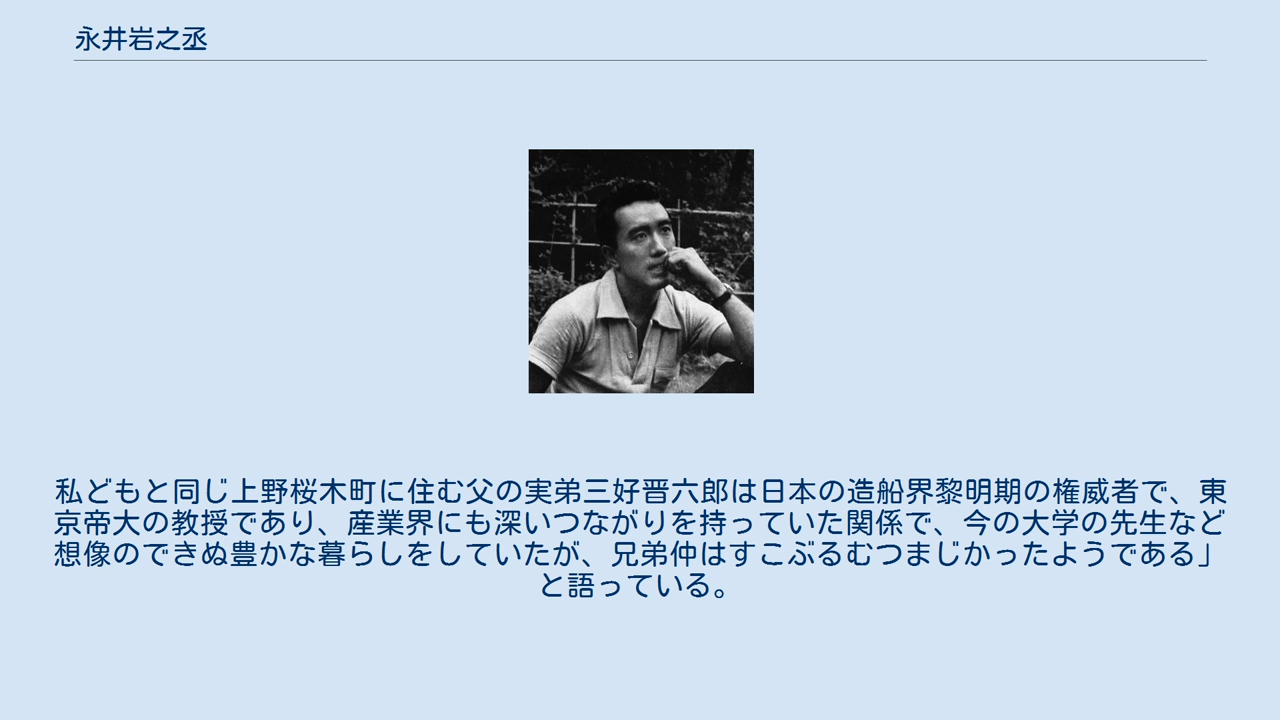 永井岩之丞
私どもと同じ上野桜木町に住む父の実弟三好晋六郎は日本の造船界黎明期の権威者で、東
京帝大の教授であり、産業界にも深いつながりを持っていた関係で、今の大学の先生など
想像のできぬ豊かな暮らしをしていたが、兄弟仲はすこぶるむつまじかったようである」
と語っている。